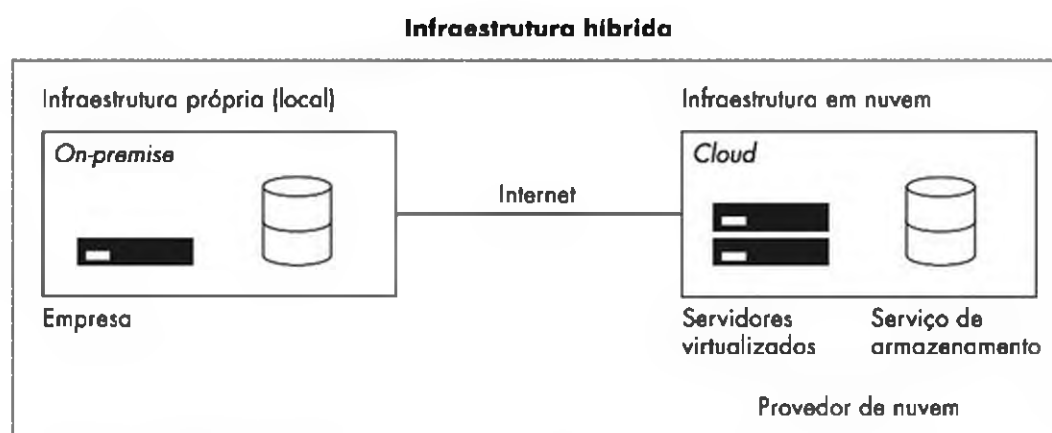 Infraestrutura híbrida
Infraestrutura própria (local)
Infraestrutura em nuvem
On-premise
Cloud
Internet
Empresa
Servidores
virtualizados
Serviço de
armazenamento
Provedor de nuvem